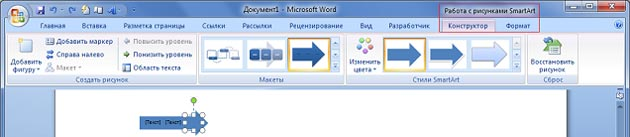 Документ1 - Microsoft Word
Работа с рисунками SmartArt
Главная Вставка Разметка страницы Ссылки Рассылки Рецензирование Вид Разработчик Конструктор Формат
Добавить фигуру
Добавить маркер
Справа налево
Макет
Повысить уровень
Понизить уровень
Область текста
Создать рисунок
Макеты
Изменить цвета
Стили SmartArt
Восстановить рисунок
Сброс
[Текст] [Текст]